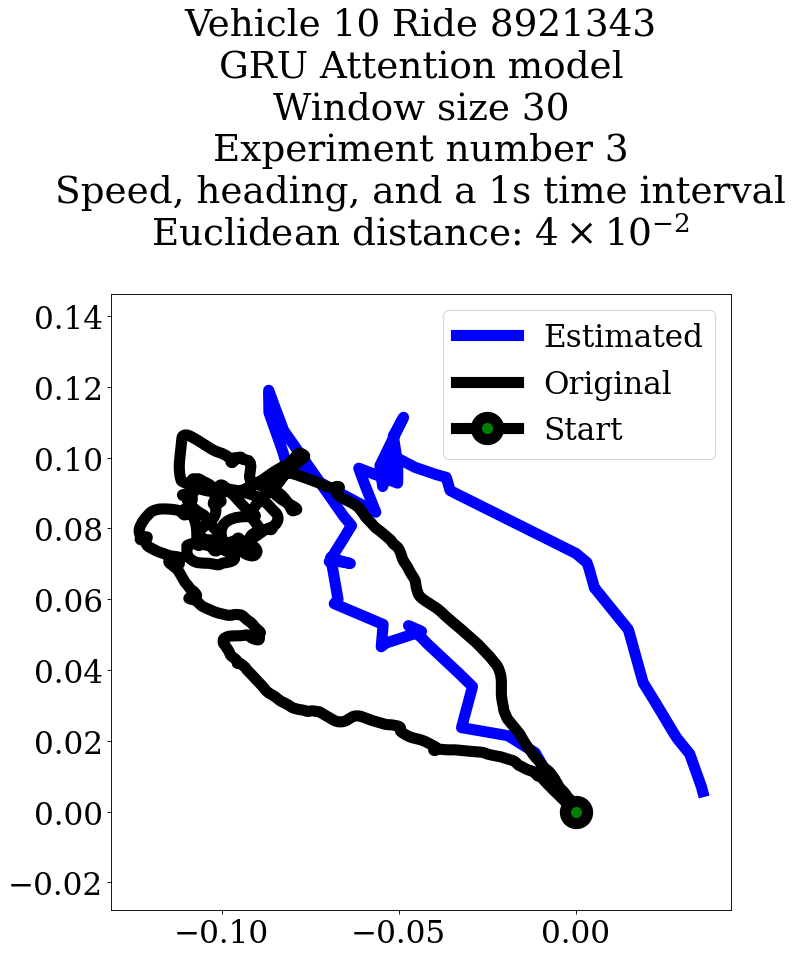 Vehicle 10 Ride 8921343
GRU Attention model
Window size 30
Experiment number 3
Speed, heading, and a 1s time interval
Euclidean distance: 4 × 10⁻²
Estimated
Original
Start
0.14
0.12
0.10
0.08
0.06
0.04
0.02
0.00
−0.02
−0.10
−0.05
0.00